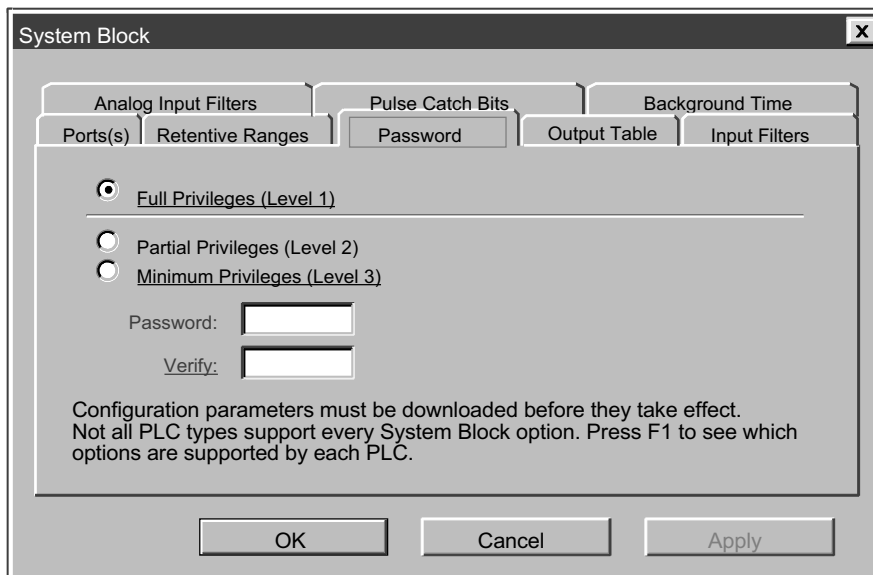 System Block
X
Analog Input Filters Pulse Catch Bits Background Time
Ports(s) Retentive Ranges Password Output Table Input Filters
Full Privileges (Level 1)
Partial Privileges (Level 2)
Minimum Privileges (Level 3)
Password:
Verify:
Configuration parameters must be downloaded before they take effect.
Not all PLC types support every System Block option. Press F1 to see which
options are supported by each PLC.
OK Cancel Apply